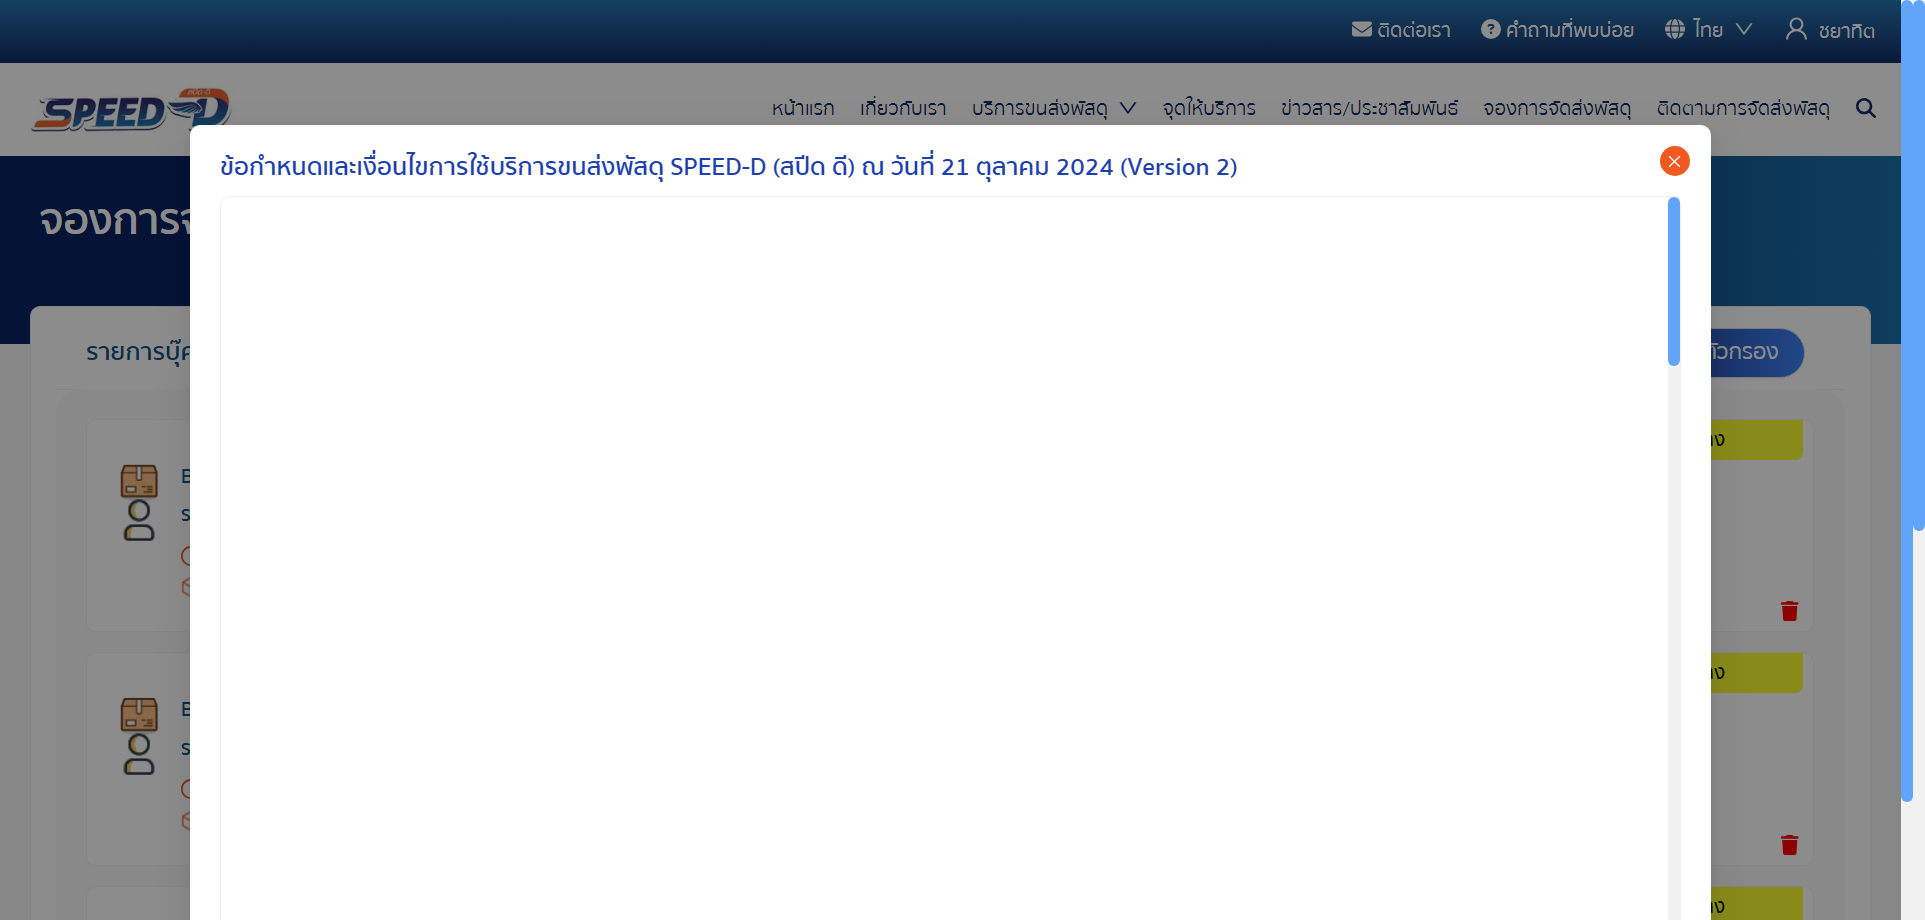 ติดต่อเรา คำถามที่พบบ่อย ไทย ชยาทิต
SPEED-D
หน้าแรก เกี่ยวกับเรา บริการขนส่งพัสดุ จุดให้บริการ ข่าวสาร/ประชาสัมพันธ์ จองการจัดส่งพัสดุ ติดตามการจัดส่งพัสดุ
ข้อกำหนดและเงื่อนไขการใช้บริการขนส่งพัสดุ SPEED-D (สปีด ดี) ณ วันที่ 21 ตุลาคม 2024 (Version 2)
จองการจ
รายการบุ๊ค
ตัวกรอง